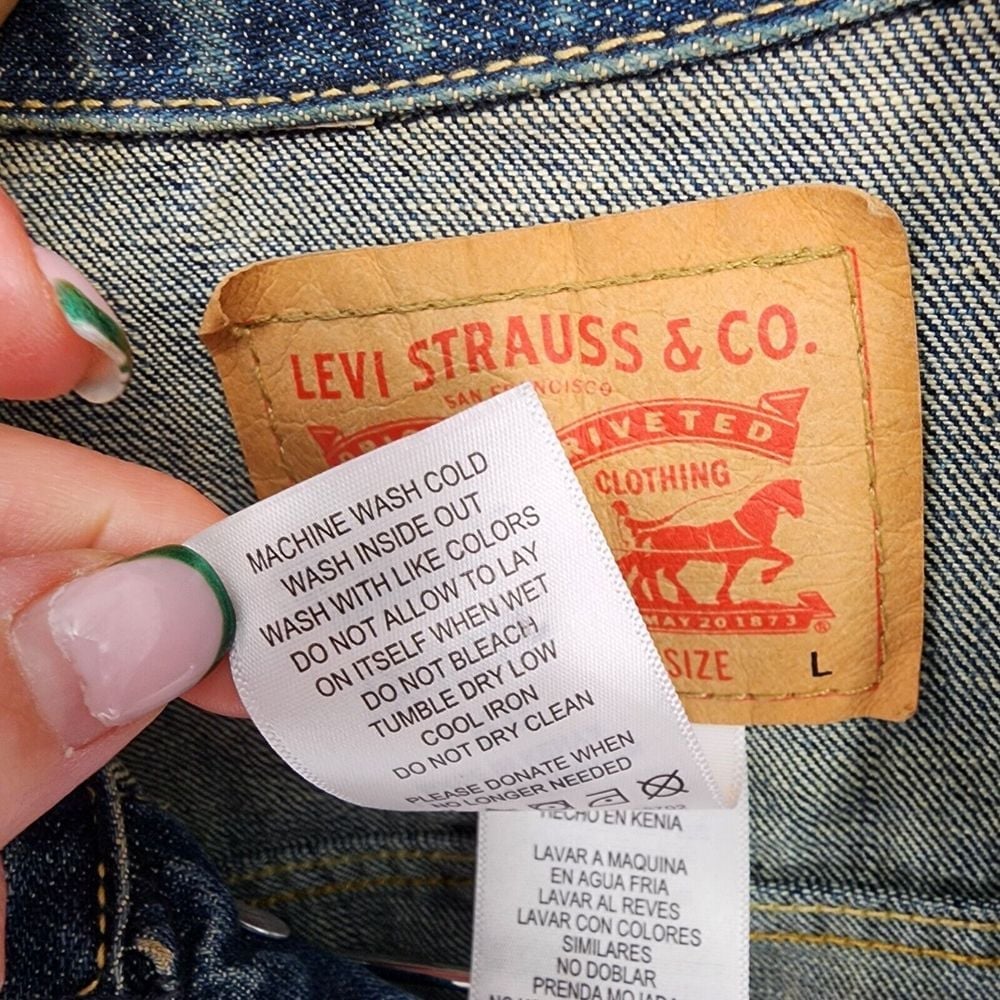 LEVI STRAUSS & CO.
RIVETED
CLOTHING
MAY 20 1873 ®
SIZE L
MACHINE WASH COLD
WASH INSIDE OUT
WASH WITH LIKE COLORS
DO NOT ALLOW TO LAY
ON ITSELF WHEN WET
DO NOT BLEACH
TUMBLE DRY LOW
COOL IRON
DO NOT DRY CLEAN
PLEASE DONATE WHEN
NO LONGER NEEDED
HECHO EN KENIA
LAVAR A MAQUINA
EN AGUA FRIA
LAVAR AL REVES
LAVAR CON COLORES
SIMILARES
NO DOBLAR
PRENDA MOJADA